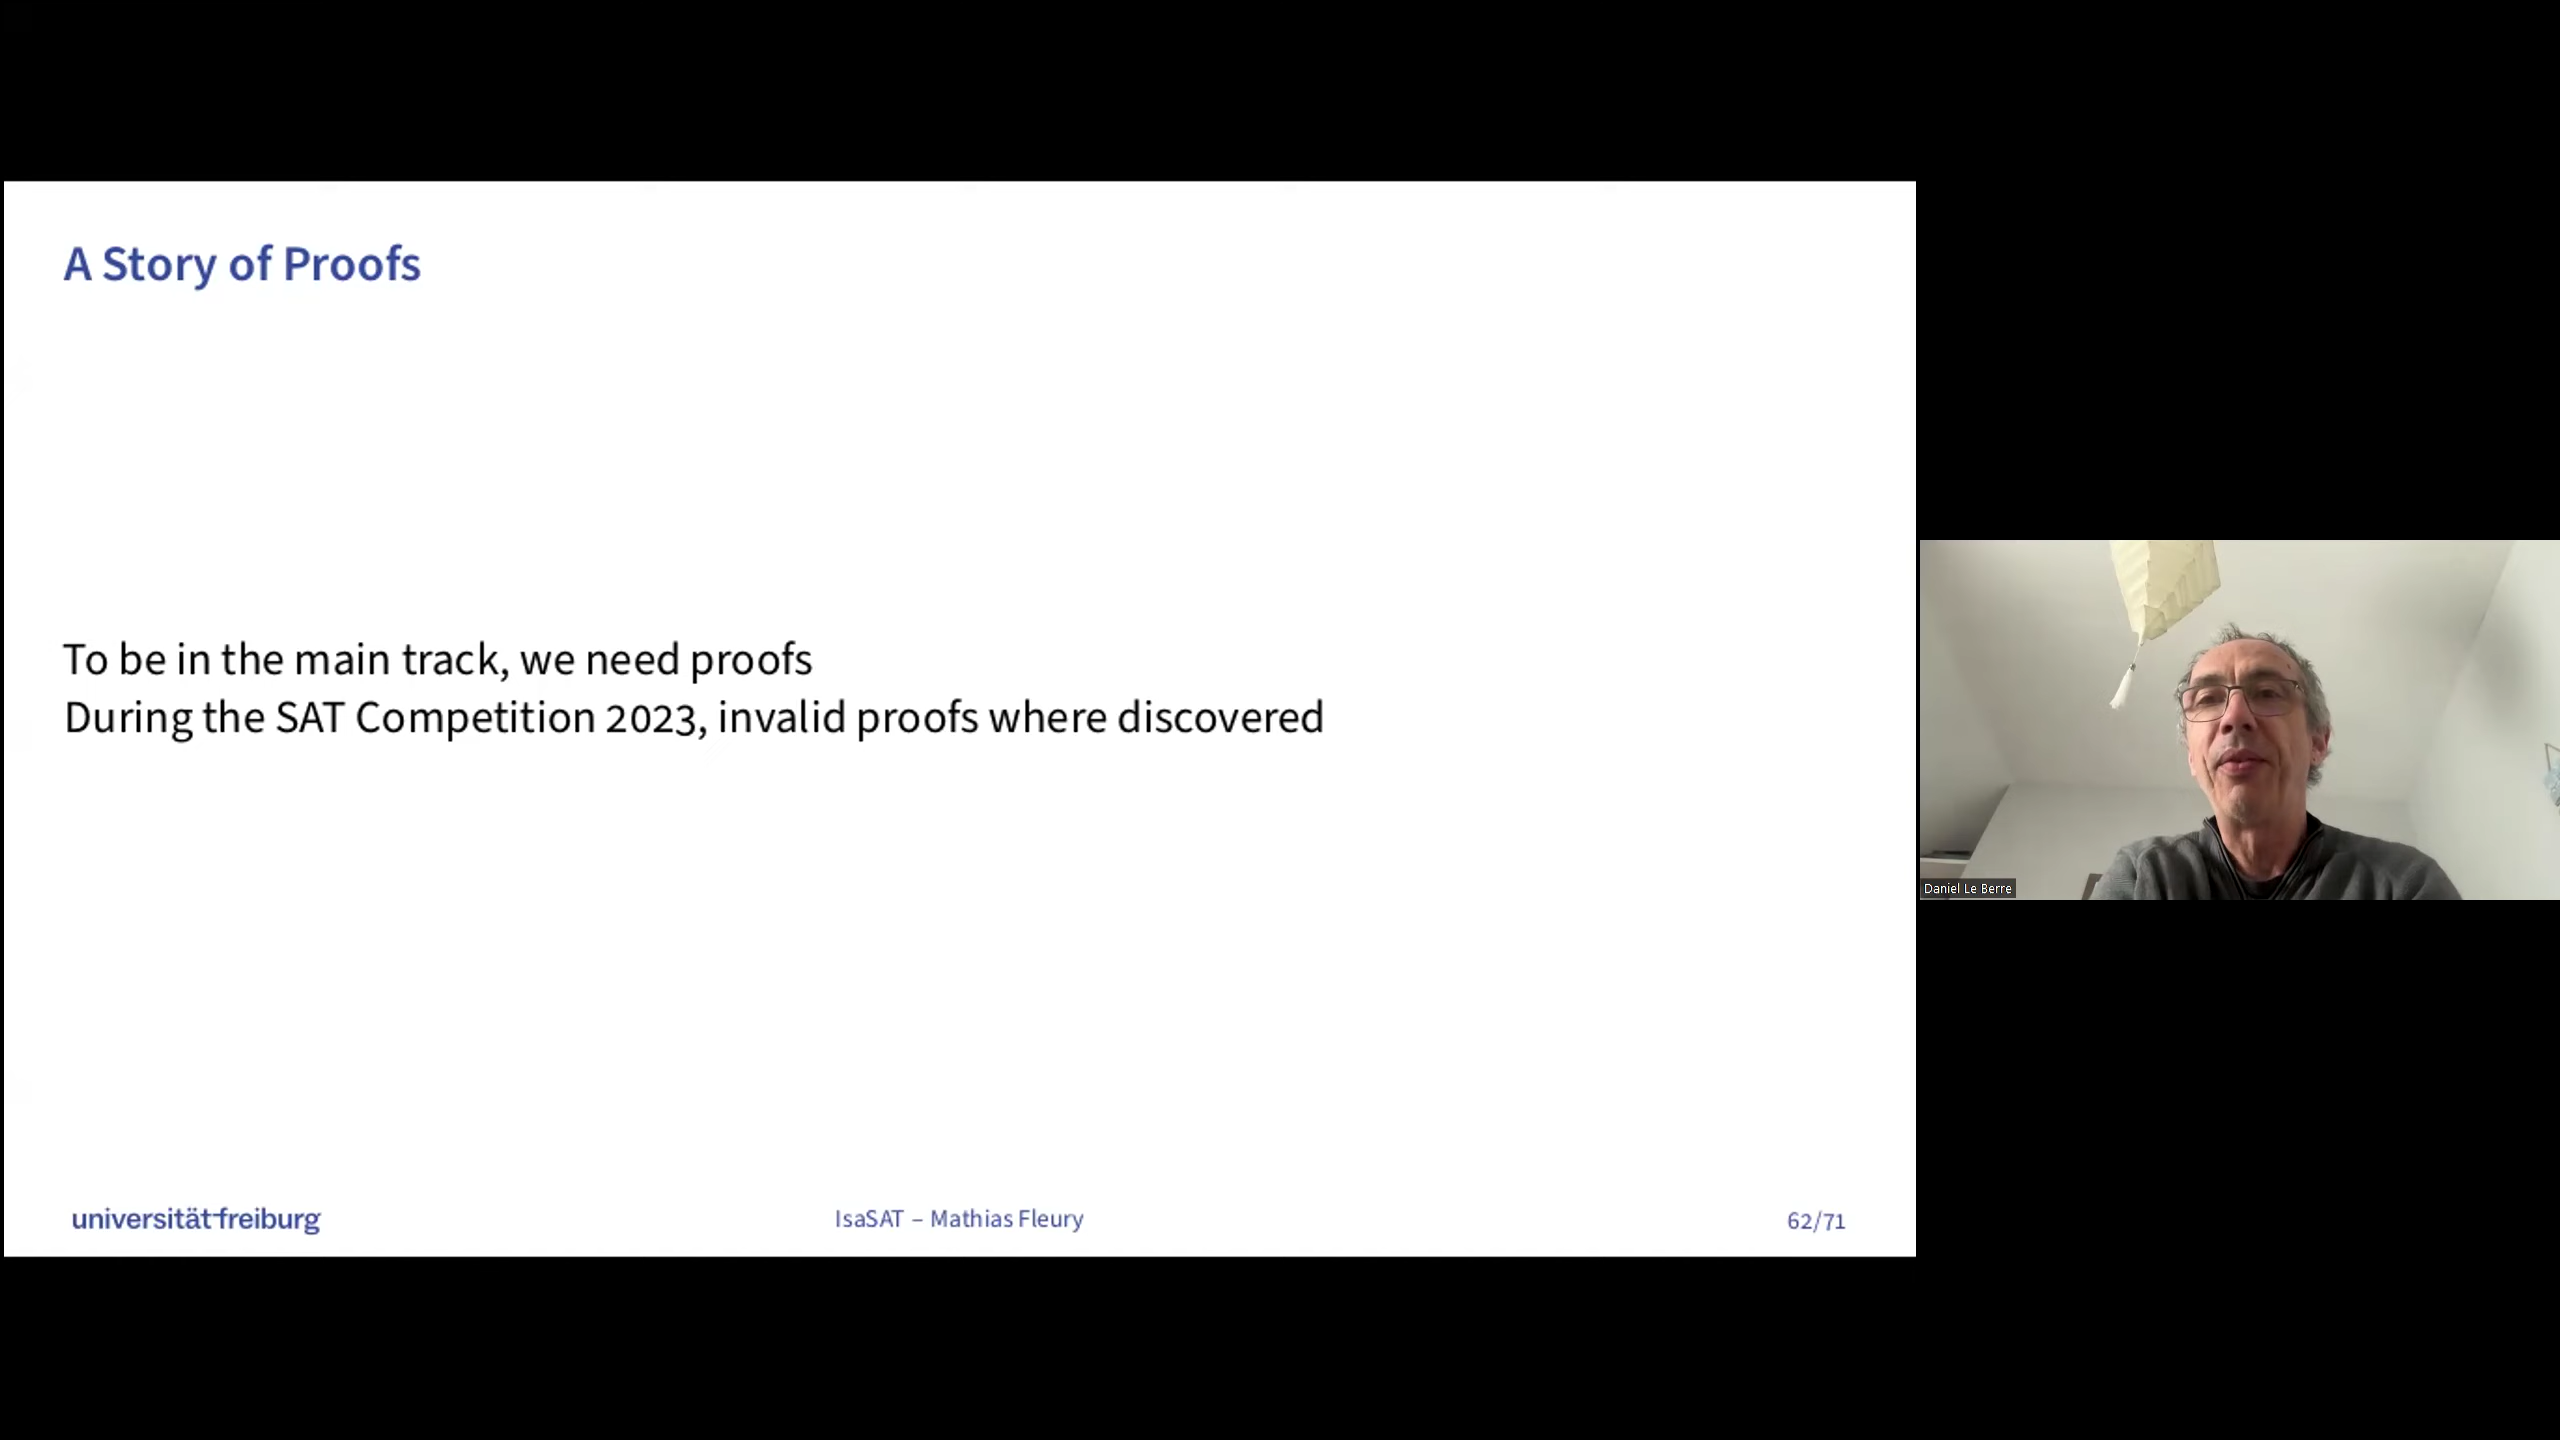 A Story of Proofs
To be in the main track, we need proofs
During the SAT Competition 2023, invalid proofs where discovered
Daniel Le Berre
universität freiburg
IsaSAT – Mathias Fleury
62/71